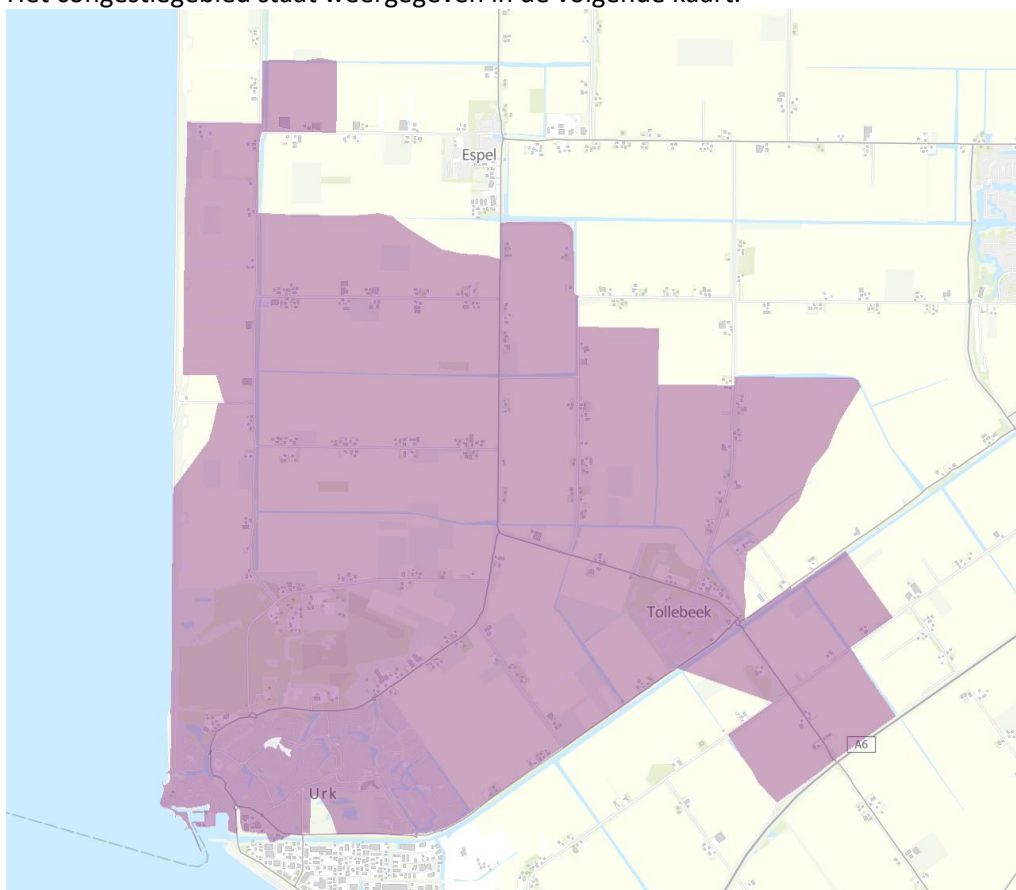 Het congestiegebied staat weergegeven in de volgende kaart:
Espel
Tollebeek
A6
Urk